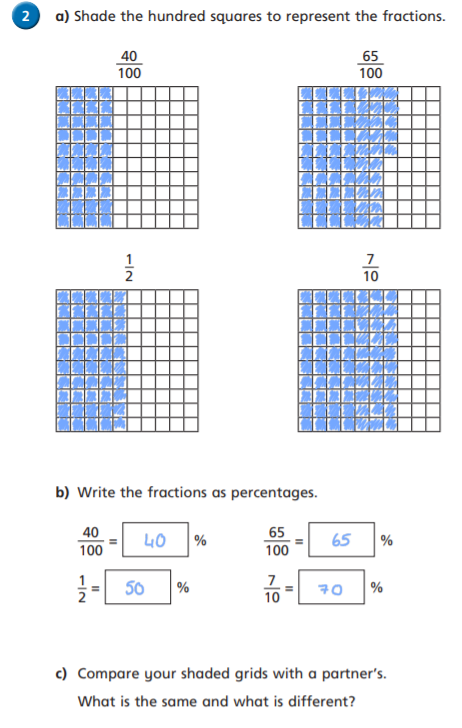 2 a) Shade the hundred squares to represent the fractions.
40/100 65/100
1/2 7/10
b) Write the fractions as percentages.
40/100 = 40 % 65/100 = 65 %
1/2 = 50 % 7/10 = 70 %
c) Compare your shaded grids with a partner's.
What is the same and what is different?